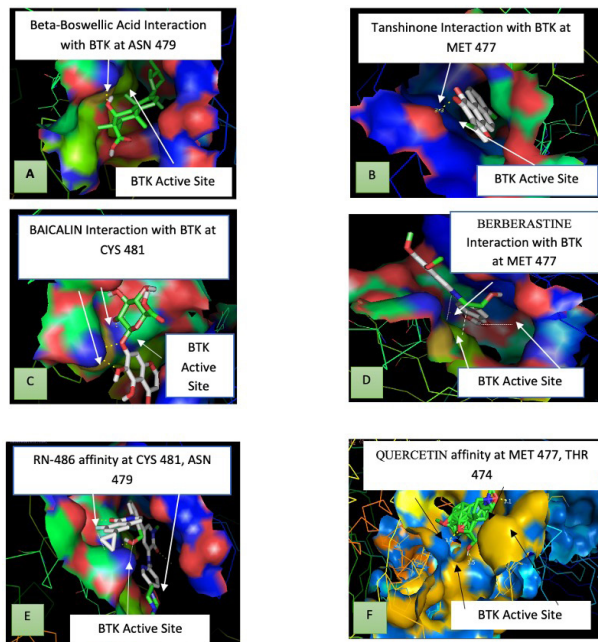 Beta-Boswellic Acid Interaction
with BTK at ASN 479
A
BTK Active Site
Tanshinone Interaction with BTK at
MET 477
B
BTK Active Site
BAICALIN Interaction with BTK at
CYS 481
C
BTK
Active
Site
BERBERASTINE
Interaction with BTK
at MET 477
D
BTK Active Site
RN-486 affinity at CYS 481, ASN
479
E
BTK Active Site
QUERCETIN affinity at MET 477, THR
474
F
BTK Active Site